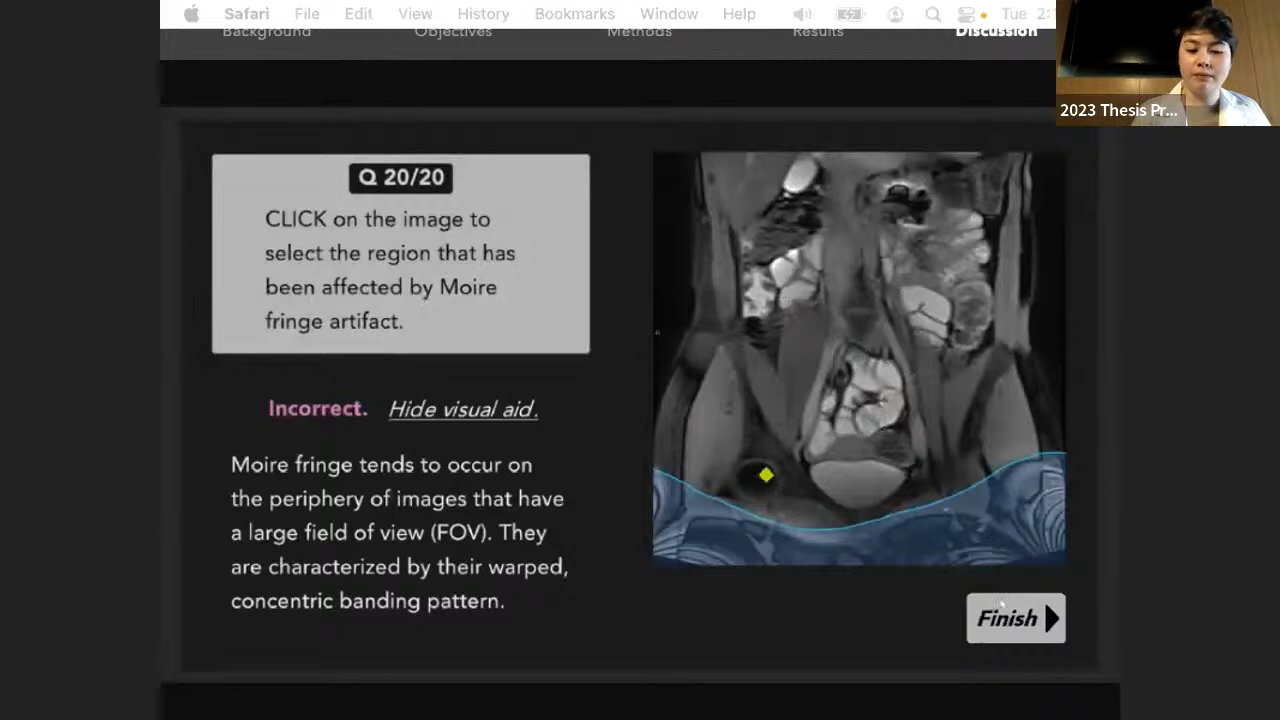 Safari File Edit View History Bookmarks Window Help Tue 2:
Background Objectives Methods Results Discussion
2023 Thesis Pr...
Q 20/20
CLICK on the image to
select the region that has
been affected by Moire
fringe artifact.
Incorrect. Hide visual aid.
Moire fringe tends to occur on
the periphery of images that have
a large field of view (FOV). They
are characterized by their warped,
concentric banding pattern.
Finish